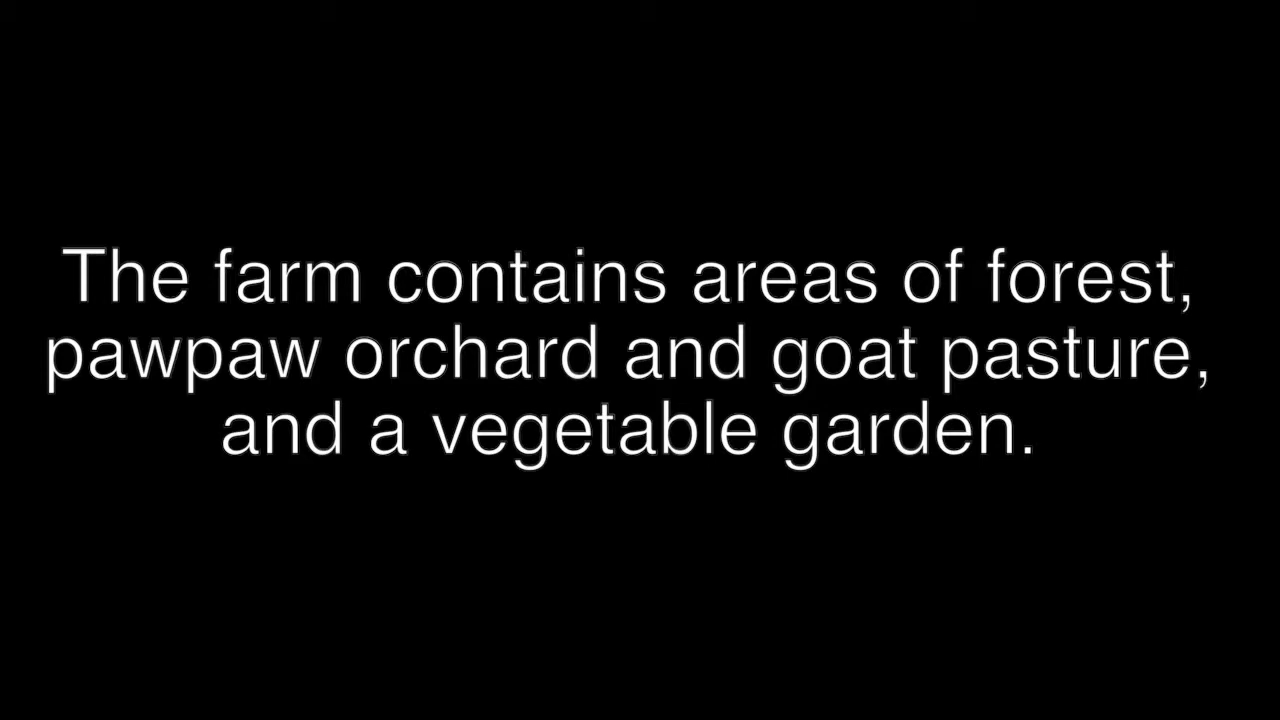 The farm contains areas of forest,
pawpaw orchard and goat pasture,
and a vegetable garden.